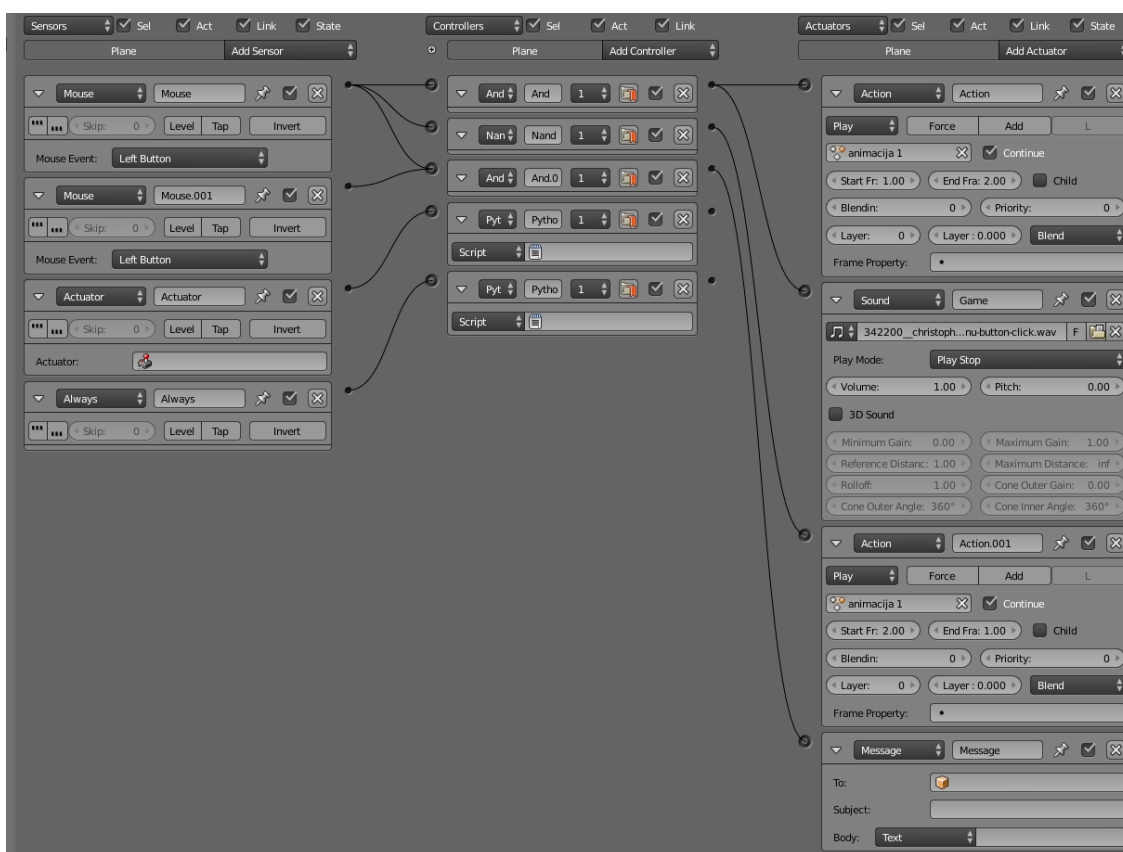 Sensors Sel Act Link State
Plane Add Sensor
Mouse Mouse
Skip: 0 Level Tap Invert
Mouse Event: Left Button
Mouse Mouse.001
Skip: 0 Level Tap Invert
Mouse Event: Left Button
Actuator Actuator
Skip: 0 Level Tap Invert
Actuator:
Always Always
Skip: 0 Level Tap Invert
Controllers Sel Act Link
Plane Add Controller
And And 1
Nan Nand 1
And And.0 1
Pyt Pytho 1
Script
Pyt Pytho 1
Script
Actuators Sel Act Link State
Plane Add Actuator
Action Action
Play Force Add L
animacija 1 Continue
Start Fr: 1.00 End Fra: 2.00 Child
Blendin: 0 Priority: 0
Layer: 0 Layer : 0.000 Blend
Frame Property:
Sound Game
342200__christoph...nu-button-click.wav F
Play Mode: Play Stop
Volume: 1.00 Pitch: 0.00
3D Sound
Minimum Gain: 0.00 Maximum Gain: 1.00
Reference Distanc: 1.00 Maximum Distance: inf
Rolloff: 1.00 Cone Outer Gain: 0.00
Cone Outer Angle: 360° Cone Inner Angle: 360°
Action Action.001
Play Force Add L
animacija 1 Continue
Start Fr: 2.00 End Fra: 1.00 Child
Blendin: 0 Priority: 0
Layer: 0 Layer : 0.000 Blend
Frame Property:
Message Message
To:
Subject:
Body: Text